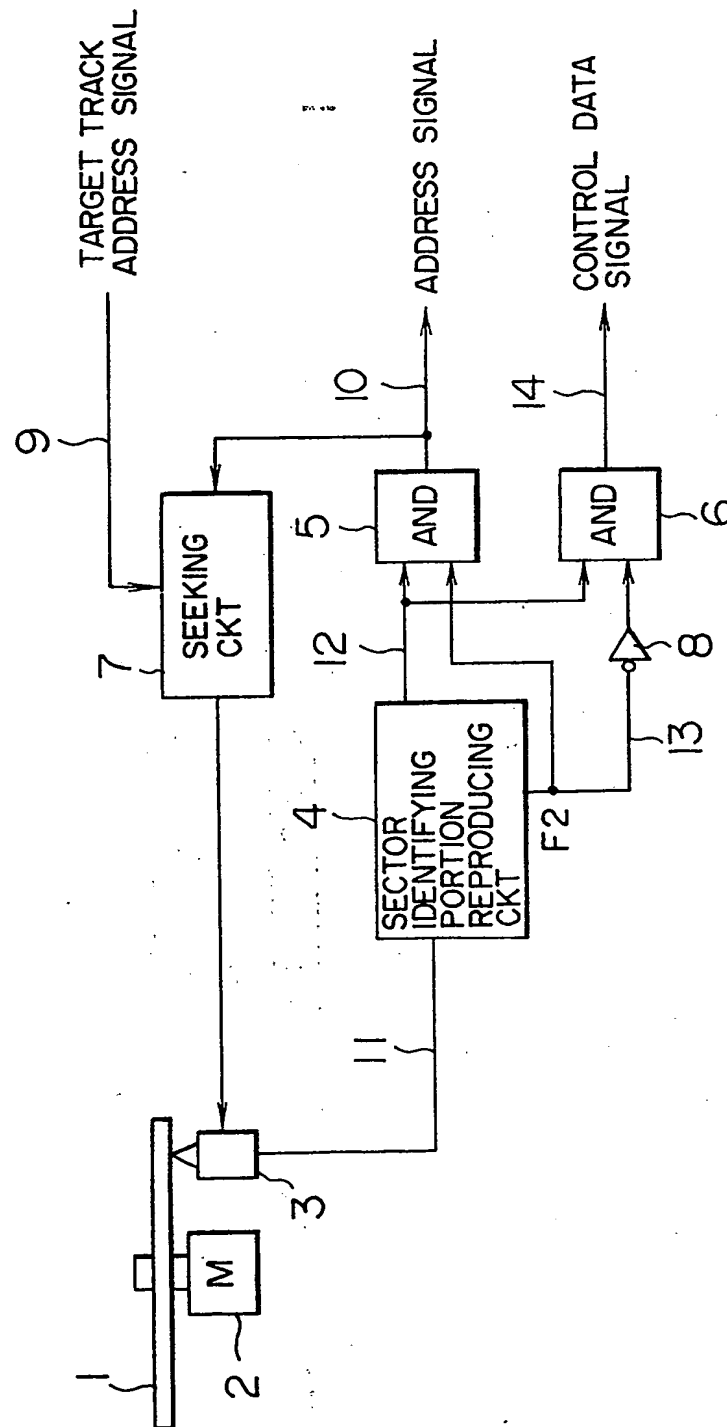 TARGET TRACK
ADDRESS SIGNAL
9
7
SEEKING
CKT
10
ADDRESS SIGNAL
5
AND
12
14
CONTROL DATA
SIGNAL
AND
6
8
13
4
SECTOR
IDENTIFYING
PORTION
REPRODUCING
CKT
F2
11
3
1
M
2